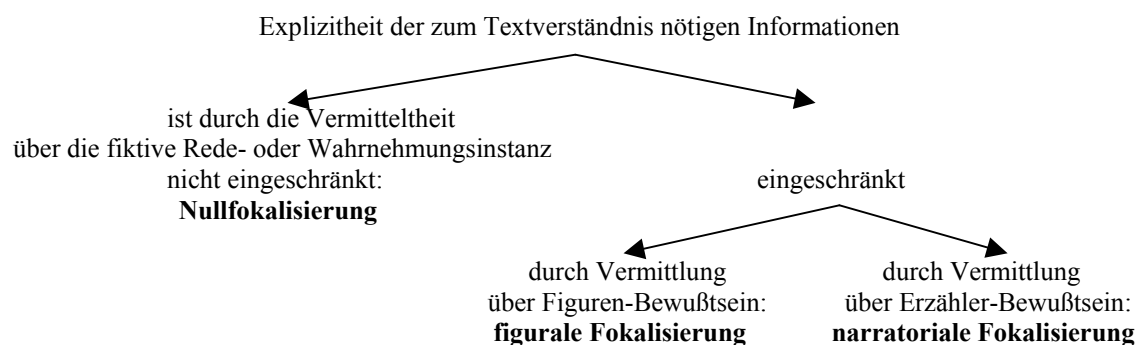 Explizitheit der zum Textverständnis nötigen Informationen
ist durch die Vermitteltheit
über die fiktive Rede- oder Wahrnehmungsinstanz
nicht eingeschränkt:
Nullfokalisierung
eingeschränkt
durch Vermittlung
über Figuren-Bewußtsein:
figurale Fokalisierung
durch Vermittlung
über Erzähler-Bewußtsein:
narratoriale Fokalisierung